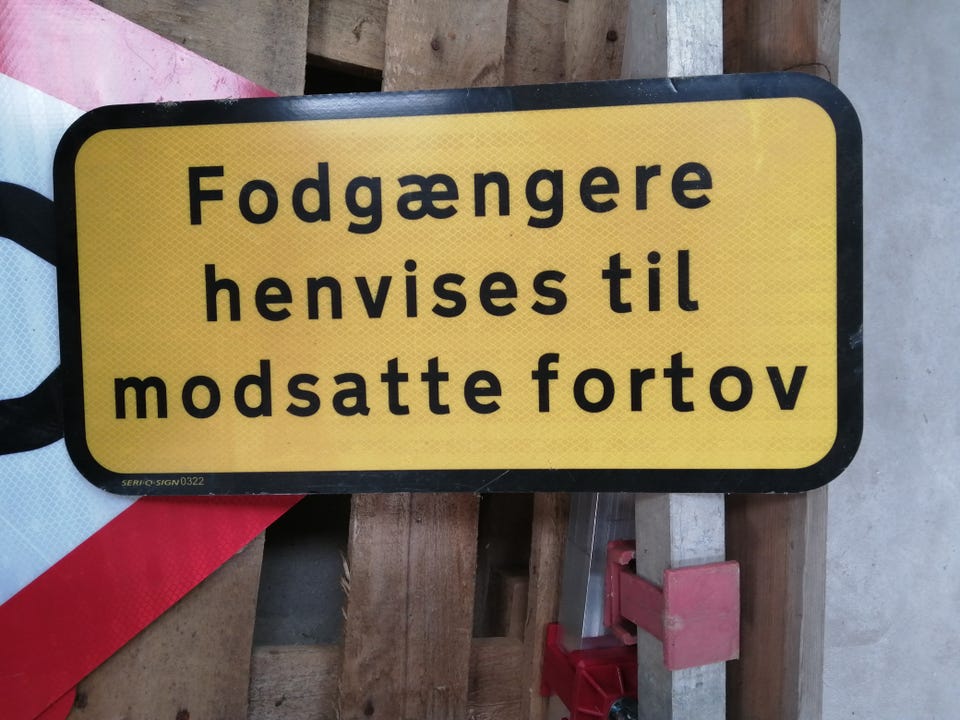 Fodgængere
henvises til
modsatte fortov
SERI-Q-SIGN 0322